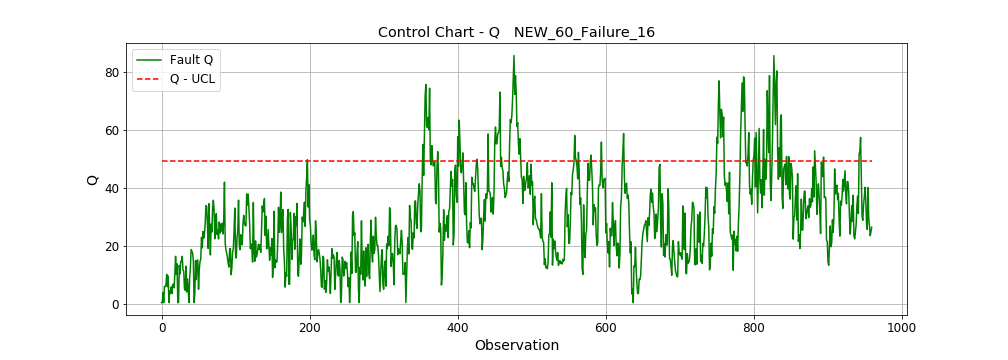 Control Chart - Q   NEW_60_Failure_16
Fault Q
Q - UCL
80
60
40
20
0
Q
0 200 400 600 800 1000
Observation